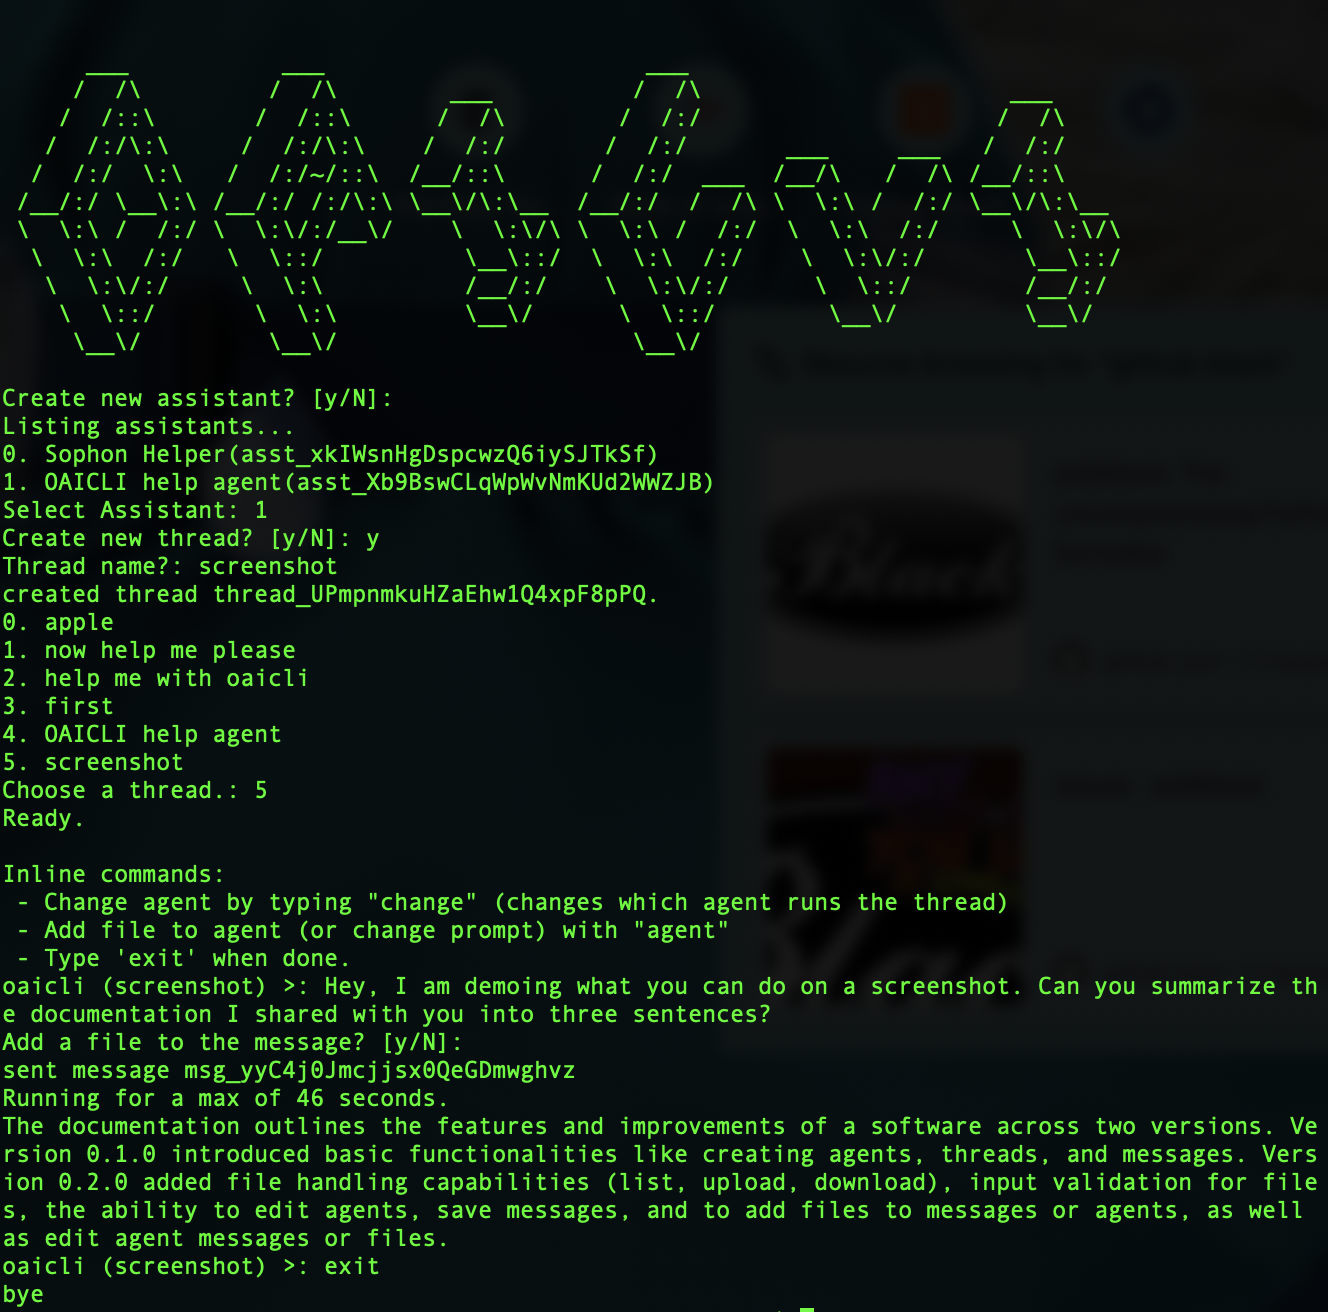 Create new assistant? [y/N]:
Listing assistants...
0. Sophon Helper(asst_xkIWsnHgDspcwzQ6iySJTkSf)
1. OAICLI help agent(asst_Xb9BswCLqWpWvNmKUd2WWZJB)
Select Assistant: 1
Create new thread? [y/N]: y
Thread name?: screenshot
created thread thread_UPmpnmkuHZaEhw1Q4xpF8pPQ.
0. apple
1. now help me please
2. help me with oaicli
3. first
4. OAICLI help agent
5. screenshot
Choose a thread.: 5
Ready.
Inline commands:
 - Change agent by typing "change" (changes which agent runs the thread)
 - Add file to agent (or change prompt) with "agent"
 - Type 'exit' when done.
oaicli (screenshot) >: Hey, I am demoing what you can do on a screenshot. Can you summarize th
e documentation I shared with you into three sentences?
Add a file to the message? [y/N]:
sent message msg_yyC4j0Jmcjjsx0QeGDmwghvz
Running for a max of 46 seconds.
The documentation outlines the features and improvements of a software across two versions. Ve
rsion 0.1.0 introduced basic functionalities like creating agents, threads, and messages. Vers
ion 0.2.0 added file handling capabilities (list, upload, download), input validation for file
s, the ability to edit agents, save messages, and to add files to messages or agents, as well
as edit agent messages or files.
oaicli (screenshot) >: exit
bye